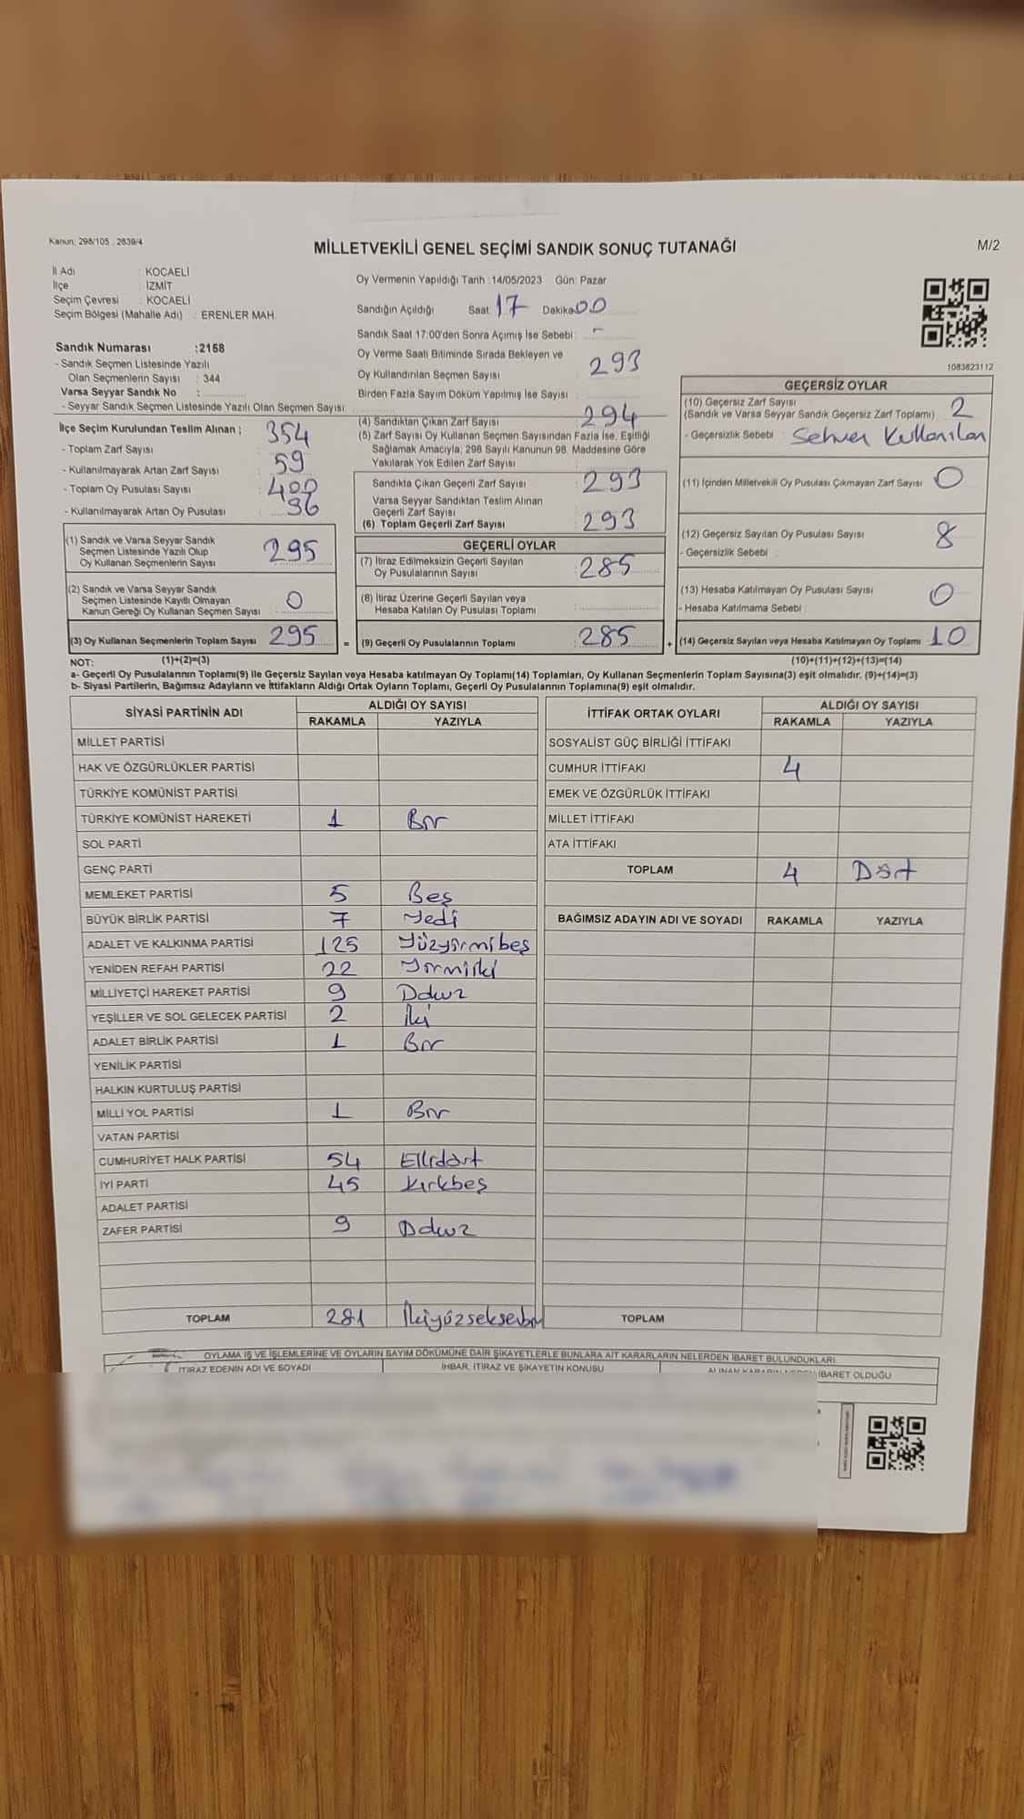 Kanun: 298/105 , 2839/4
MİLLETVEKİLİ GENEL SEÇİMİ SANDIK SONUÇ TUTANAĞI
M/2
İl Adı : KOCAELİ
İlçe : İZMİT
Seçim Çevresi : KOCAELİ
Seçim Bölgesi (Mahalle Adı) : ERENLER MAH.
Sandık Numarası :2158
- Sandık Seçmen Listesinde Yazılı
Olan Seçmenlerin Sayısı : 344
Varsa Seyyar Sandık No :
- Seyyar Sandık Seçmen Listesinde Yazılı Olan Seçmen Sayısı:
İlçe Seçim Kurulundan Teslim Alınan ;
- Toplam Zarf Sayısı : 354
- Kullanılmayarak Artan Zarf Sayısı : 59
- Toplam Oy Pusulası Sayısı : 400
- Kullanılmayarak Artan Oy Pusulası : 96
(1) Sandık ve Varsa Seyyar Sandık
Seçmen Listesinde Yazılı Olup
Oy Kullanan Seçmenlerin Sayısı : 295
(2) Sandık ve Varsa Seyyar Sandık
Seçmen Listesinde Kayıtlı Olmayan
Kanun Gereği Oy Kullanan Seçmen Sayısı : 0
(3) Oy Kullanan Seçmenlerin Toplam Sayısı : 295
Oy Vermenin Yapıldığı Tarih :14/05/2023 Gün: Pazar
Sandığın Açıldığı Saat: 17 Dakika: 00
Sandık Saat 17:00'den Sonra Açımış İse Sebebi : -
Oy Verme Saati Bitiminde Sırada Bekleyen ve
Oy Kullandırılan Seçmen Sayısı : 293
Birden Fazla Sayım Döküm Yapılmış İse Sayısı :
(4) Sandıktan Çıkan Zarf Sayısı : 294
(5) Zarf Sayısı Oy Kullanan Seçmen Sayısından Fazla İse, Eşitliği
Sağlamak Amacıyla, 298 Sayılı Kanunun 98. Maddesine Göre
Yakılarak Yok Edilen Zarf Sayısı :
Sandıkta Çıkan Geçerli Zarf Sayısı : 293
Varsa Seyyar Sandıktan Teslim Alınan
Geçerli Zarf Sayısı :
(6) Toplam Geçerli Zarf Sayısı : 293
GEÇERLİ OYLAR
(7) İtiraz Edilmeksizin Geçerli Sayılan
Oy Pusulalarının Sayısı : 285
(8) İtiraz Üzerine Geçerli Sayılan veya
Hesaba Katılan Oy Pusulası Toplamı :
= (9) Geçerli Oy Pusulalarının Toplamı : 285
1083623112
GEÇERSİZ OYLAR
(10) Geçersiz Zarf Sayısı
(Sandık ve Varsa Seyyar Sandık Geçersiz Zarf Toplamı) : 2
- Geçersizlik Sebebi : Sehven Kullanılan
(11) İçinden Milletvekili Oy Pusulası Çıkmayan Zarf Sayısı : 0
(12) Geçersiz Sayılan Oy Pusulası Sayısı : 8
- Geçersizlik Sebebi :
(13) Hesaba Katılmayan Oy Pusulası Sayısı : 0
- Hesaba Katılmama Sebebi :
+ (14) Geçersiz Sayılan veya Hesaba Katılmayan Oy Toplamı : 10
NOT: (1)+(2)=(3) (10)+(11)+(12)+(13)=(14)
a- Geçerli Oy Pusulalarının Toplamı(9) ile Geçersiz Sayılan veya Hesaba katılmayan Oy Toplamı(14) Toplamları, Oy Kullanan Seçmenlerin Toplam Sayısına(3) eşit olmalıdır. (9)+(14)=(3)
b- Siyasi Partilerin, Bağımsız Adayların ve İttifakların Aldığı Ortak Oyların Toplamı, Geçerli Oy Pusulalarının Toplamına(9) eşit olmalıdır.
SİYASİ PARTİNİN ADI ALDIĞI OY SAYISI
RAKAMLA YAZIYLA
MİLLET PARTİSİ
HAK VE ÖZGÜRLÜKLER PARTİSİ
TÜRKİYE KOMÜNİST PARTİSİ
TÜRKİYE KOMÜNİST HAREKETİ 1 Bir
SOL PARTİ
GENÇ PARTİ
MEMLEKET PARTİSİ 5 Beş
BÜYÜK BİRLİK PARTİSİ 7 Yedi
ADALET VE KALKINMA PARTİSİ 125 Yüzyirmibeş
YENİDEN REFAH PARTİSİ 22 Yirmiiki
MİLLİYETÇİ HAREKET PARTİSİ 9 Dokuz
YEŞİLLER VE SOL GELECEK PARTİSİ 2 İki
ADALET BİRLİK PARTİSİ 1 Bir
YENİLİK PARTİSİ
HALKIN KURTULUŞ PARTİSİ
MİLLİ YOL PARTİSİ 1 Bir
VATAN PARTİSİ
CUMHURİYET HALK PARTİSİ 54 Ellidört
İYİ PARTİ 45 Kırkbeş
ADALET PARTİSİ
ZAFER PARTİSİ 9 Dokuz
TOPLAM 281 İkiyüzseksenbir
İTTİFAK ORTAK OYLARI ALDIĞI OY SAYISI
RAKAMLA YAZIYLA
SOSYALİST GÜÇ BİRLİĞİ İTTİFAKI
CUMHUR İTTİFAKI 4
EMEK VE ÖZGÜRLÜK İTTİFAKI
MİLLET İTTİFAKI
ATA İTTİFAKI
TOPLAM 4 Dört
BAĞIMSIZ ADAYIN ADI VE SOYADI RAKAMLA YAZIYLA
TOPLAM
OYLAMA İŞ VE İŞLEMLERİNE VE OYLARIN SAYIM DÖKÜMÜNE DAİR ŞİKAYETLERLE BUNLARA AİT KARARLARIN NELERDEN İBARET BULUNDUKLARI
İTİRAZ EDENİN ADI VE SOYADI İHBAR, İTİRAZ VE ŞİKAYETİN KONUSU İBARET OLDUĞU